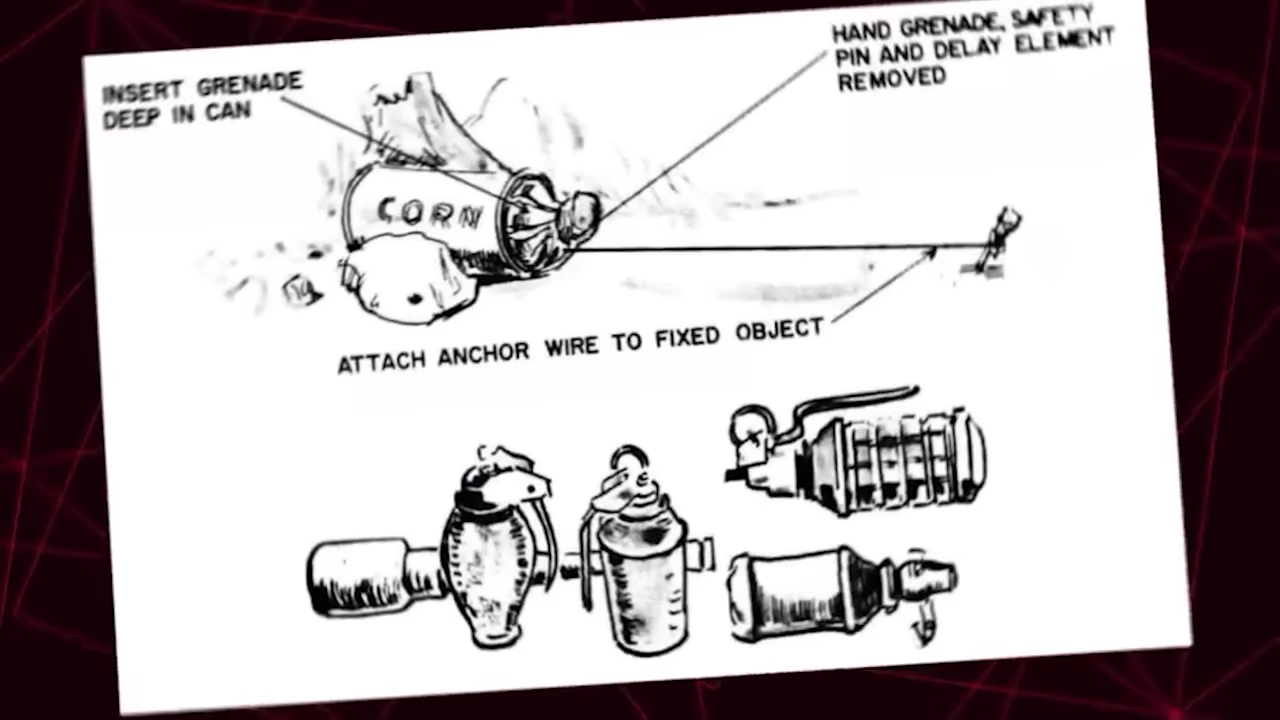 INSERT GRENADE
DEEP IN CAN
HAND GRENADE, SAFETY
PIN AND DELAY ELEMENT
REMOVED
CORN
ATTACH ANCHOR WIRE TO FIXED OBJECT